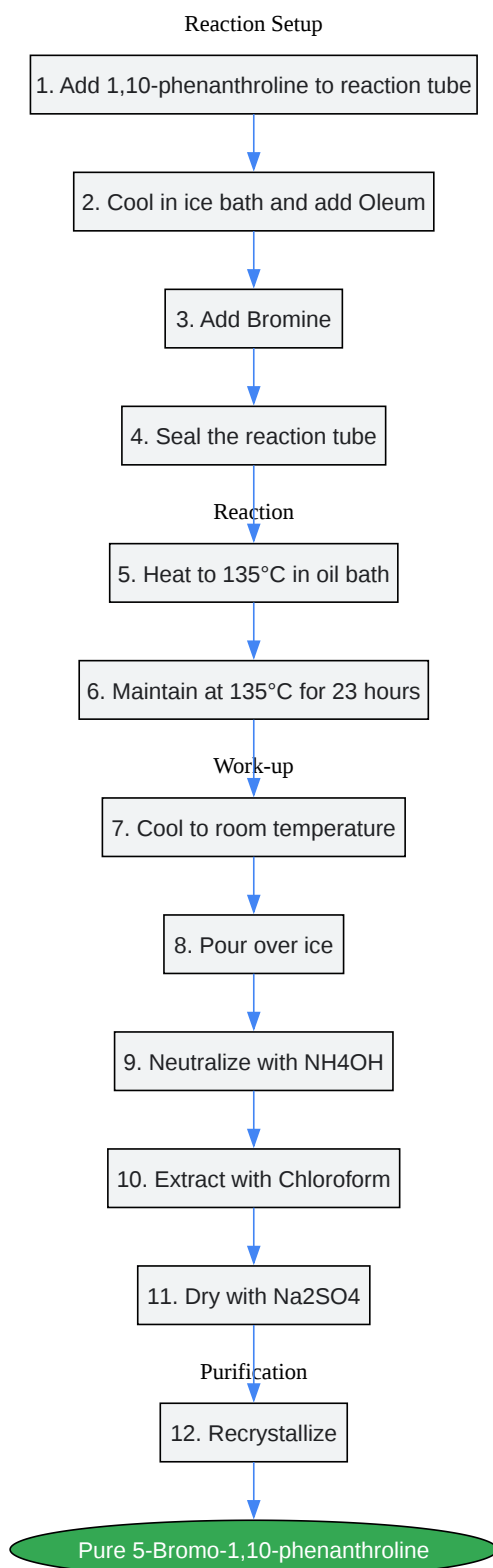 Reaction Setup
1. Add 1,10-phenanthroline to reaction tube
2. Cool in ice bath and add Oleum
3. Add Bromine
4. Seal the reaction tube
Reaction
5. Heat to 135°C in oil bath
6. Maintain at 135°C for 23 hours
Work-up
7. Cool to room temperature
8. Pour over ice
9. Neutralize with NH4OH
10. Extract with Chloroform
11. Dry with Na2SO4
Purification
12. Recrystallize
Pure 5-Bromo-1,10-phenanthroline